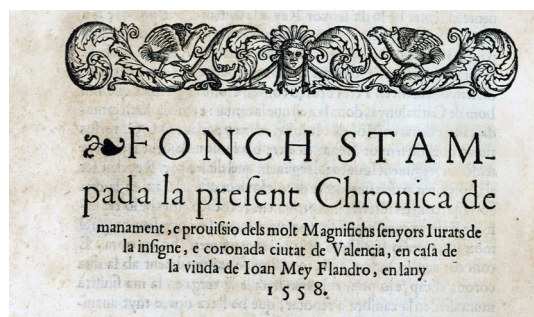 FONCH STAM-
pada la preſent Chronica de
manament, e prouiſsio dels molt Magnifichs ſenyors Iurats de
la inſigne, e coronada ciutat de Valencia, en caſa de
la viuda de Ioan Mey Flandro, en lany
1558.